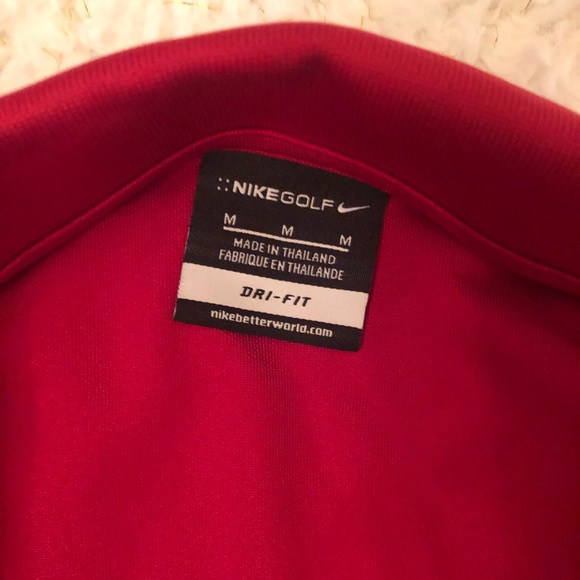 NIKEGOLF
M M M
MADE IN THAILAND
FABRIQUE EN THAILANDE
DRI-FIT
nikebetterworld.com